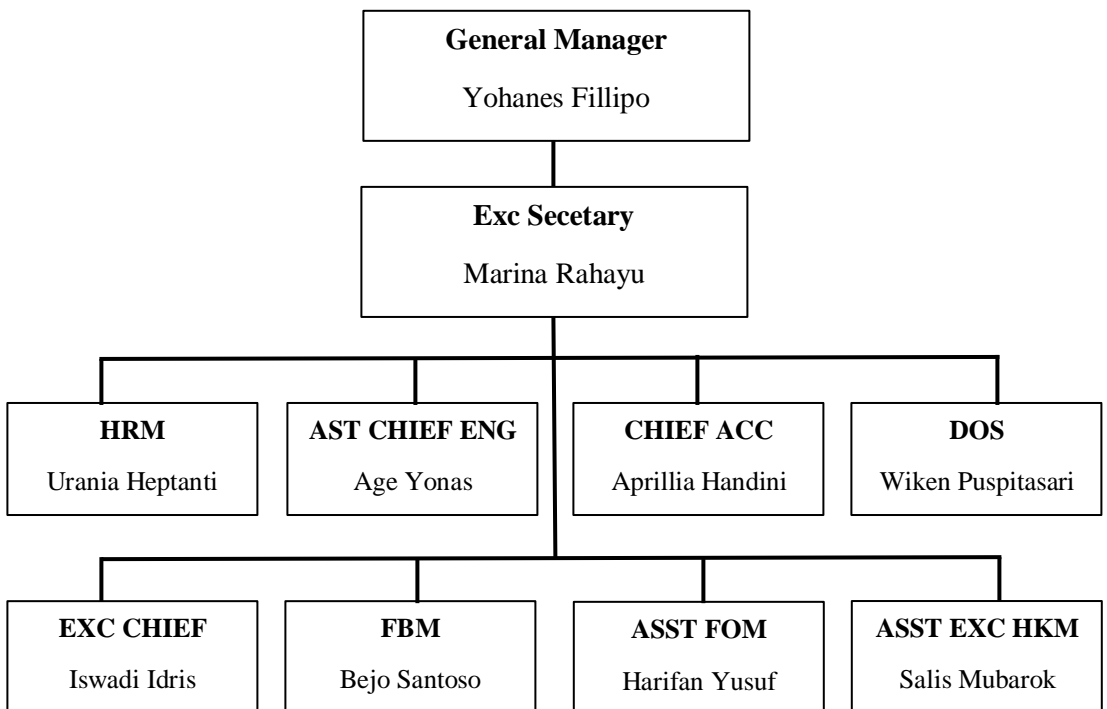 General Manager
Yohanes Fillipo
Exc Secetary
Marina Rahayu
HRM
Urania Heptanti
AST CHIEF ENG
Age Yonas
CHIEF ACC
Aprillia Handini
DOS
Wiken Puspitasari
EXC CHIEF
Iswadi Idris
FBM
Bejo Santoso
ASST FOM
Harifan Yusuf
ASST EXC HKM
Salis Mubarok